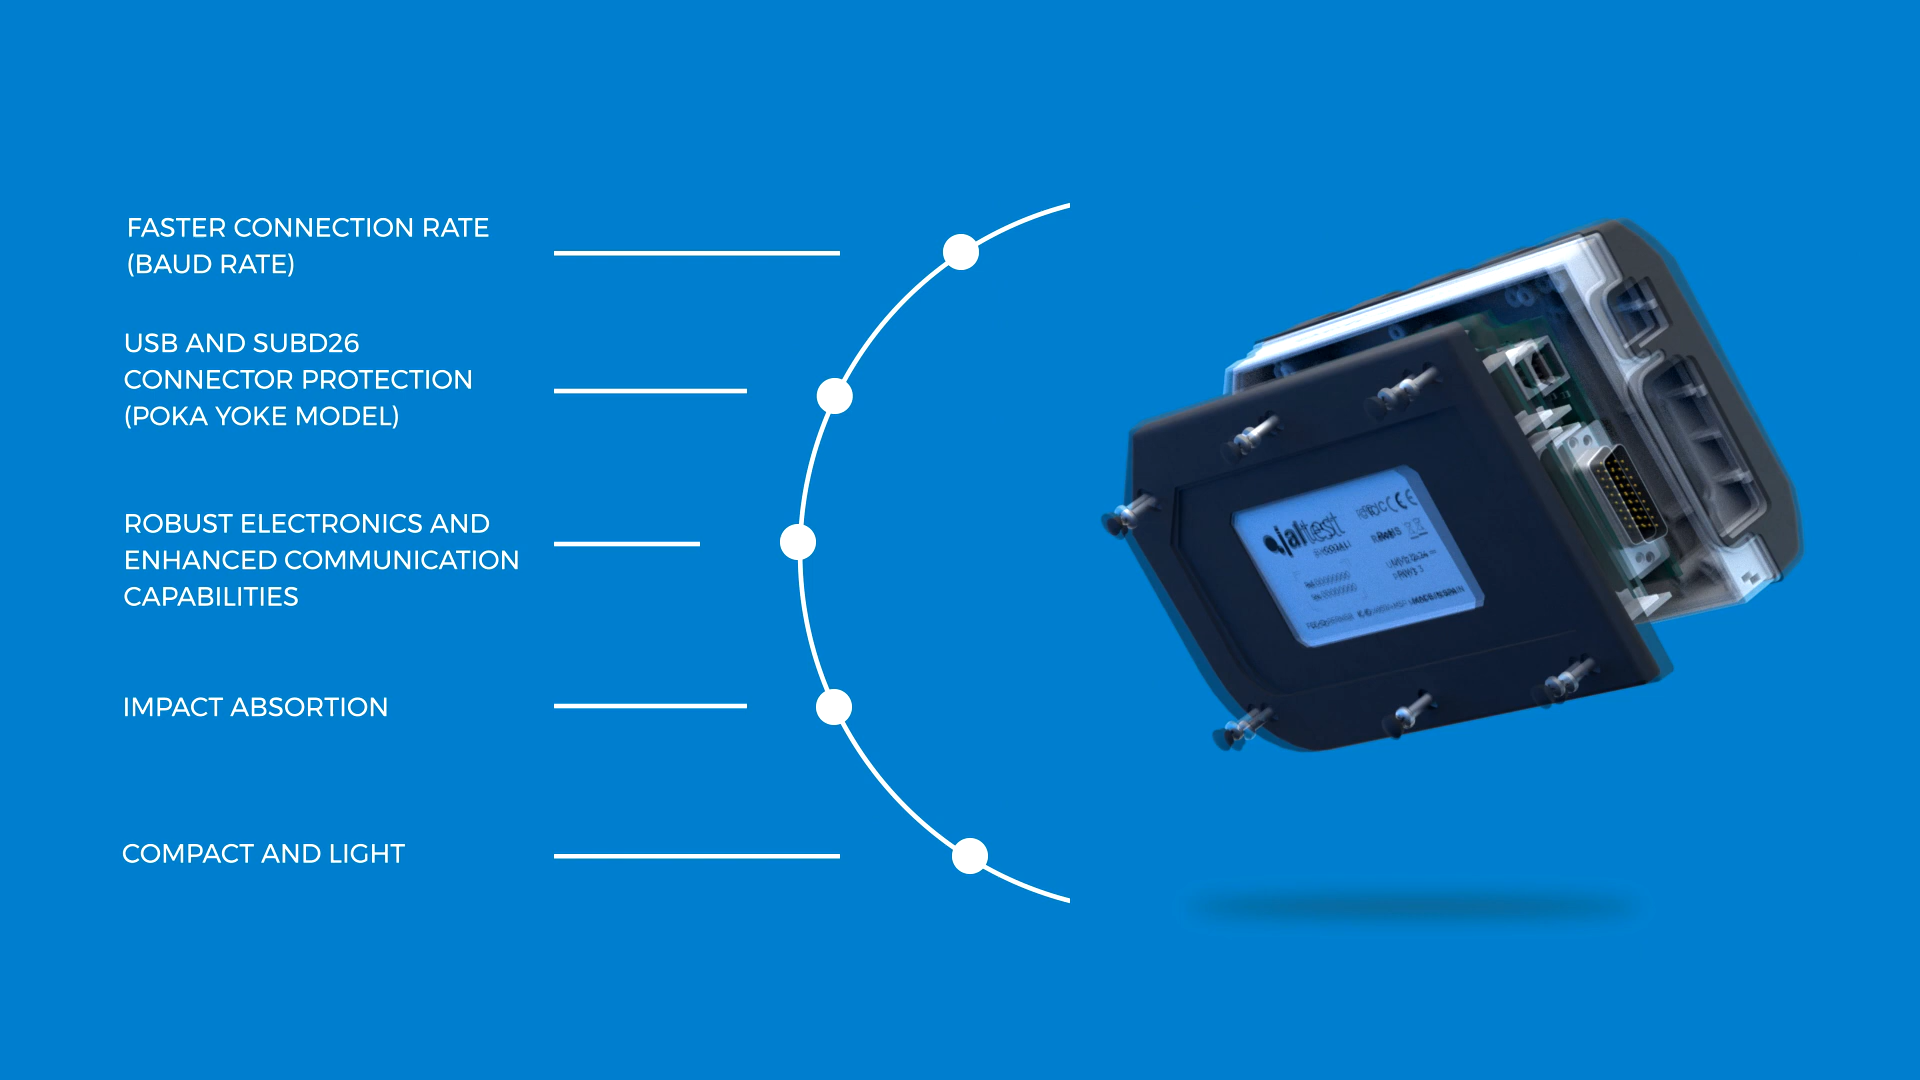 FASTER CONNECTION RATE
(BAUD RATE)
USB AND SUBD26
CONNECTOR PROTECTION
(POKA YOKE MODEL)
ROBUST ELECTRONICS AND
ENHANCED COMMUNICATION
CAPABILITIES
IMPACT ABSORTION
COMPACT AND LIGHT
jaltest